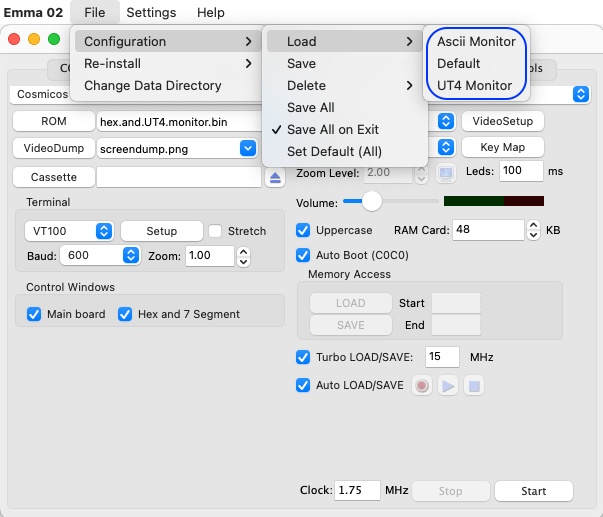 Emma 02 File Settings Help
Configuration
Re-install
Change Data Directory
Load
Save
Delete
Save All
Save All on Exit
Set Default (All)
Ascii Monitor
Default
UT4 Monitor
Cosmicos
ROM hex.and.UT4.monitor.bin VideoSetup
VideoDump screendump.png Key Map
Cassette Zoom Level: 2.00 Leds: 100 ms
Terminal Volume:
VT100 Setup Stretch Uppercase RAM Card: 48 KB
Baud: 600 Zoom: 1.00 Auto Boot (C0C0)
Memory Access
Control Windows LOAD Start
Main board Hex and 7 Segment SAVE End
Turbo LOAD/SAVE: 15 MHz
Auto LOAD/SAVE
Clock: 1.75 MHz Stop Start